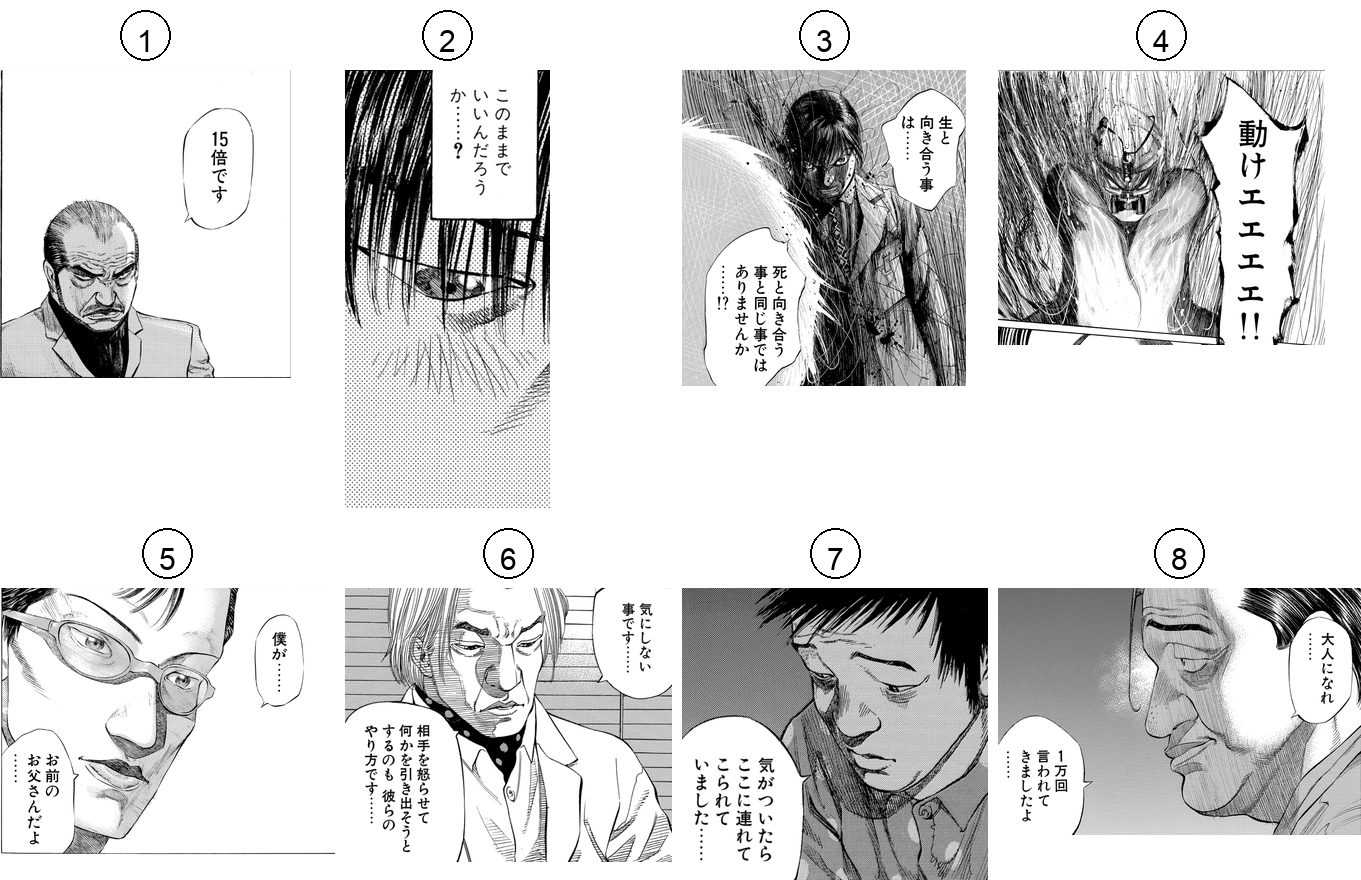 1
15倍です
2
このままで
いいんだろう
か……?
3
生と
向き合う事
は……
死と向き合う
事と同じ事では
ありませんか
……!?
4
動けェェェェ!!
5
僕が……
お前の
お父さんだよ
……
6
気にしない
事です……
相手を怒らせて
何かを引き出そうと
するのも 彼らの
やり方です……
7
気がついたら
ここに連れて
こられて
いました……
8
大人になれ
……
1万回
言われて
きましたよ
……